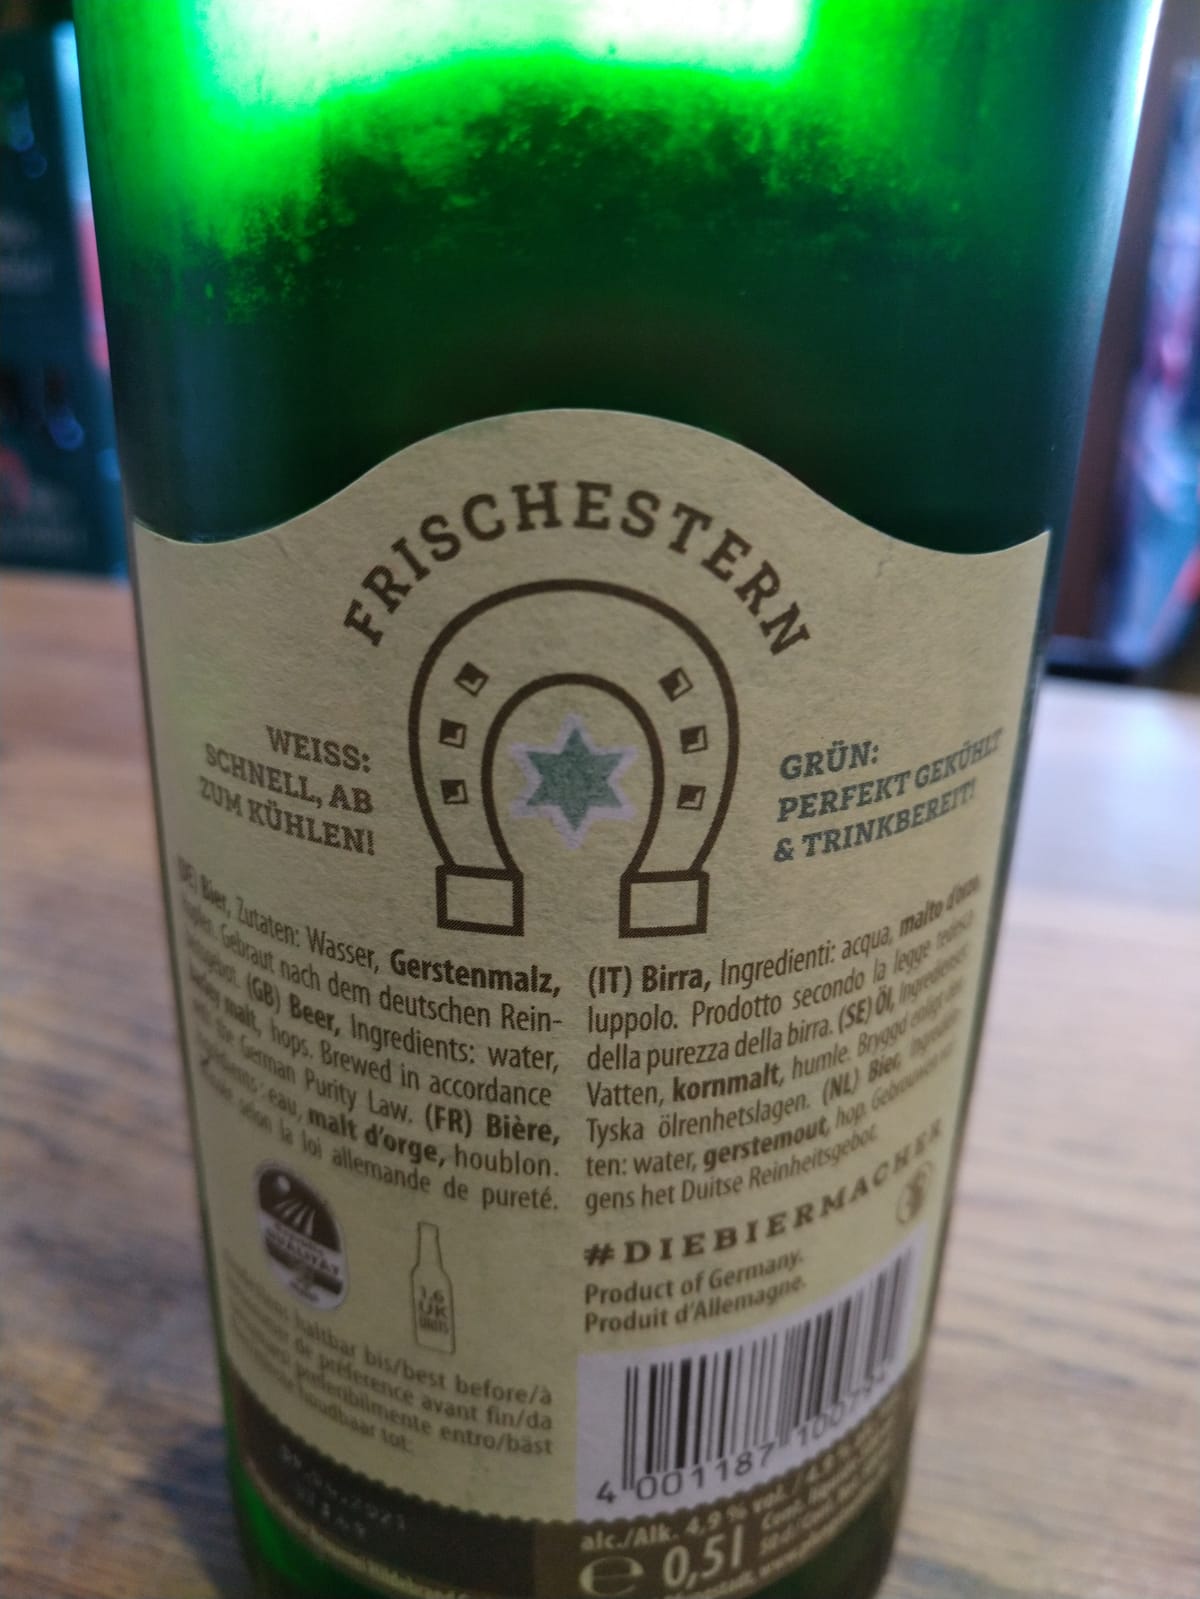 FRISCHESTERN
WEISS:
SCHNELL, AB
ZUM KÜHLEN!
GRÜN:
PERFEKT GEKÜHLT
& TRINKBEREIT!
(DE) Bier, Zutaten: Wasser, Gerstenmalz,
Hopfen. Gebraut nach dem deutschen Rein-
heitsgebot. (GB) Beer, Ingredients: water,
barley malt, hops. Brewed in accordance
with the German Purity Law. (FR) Bière,
Ingrédients: eau, malt d'orge, houblon.
selon la loi allemande de pureté.
(IT) Birra, Ingredienti: acqua, malto d'orzo,
luppolo. Prodotto secondo la legge tedesca
della purezza della birra. (SE) Öl, Ingredienser:
Vatten, kornmalt, humle. Bryggd enligt den
Tyska ölrenhetslagen. (NL) Bier, Ingrediën-
ten: water, gerstemout, hop. Gebrouwen vol-
gens het Duitse Reinheitsgebot.
#DIEBIERMACHER
Product of Germany.
Produit d'Allemagne.
QUALITÄT
1,6
UK
UNITS
haltbar bis/best before/à
de préférence avant fin/da
preferibilmente entro/bäst
houdbaar tot:
4 001187 1007
alc./Alk. 4,9 % vol.
e 0,5l